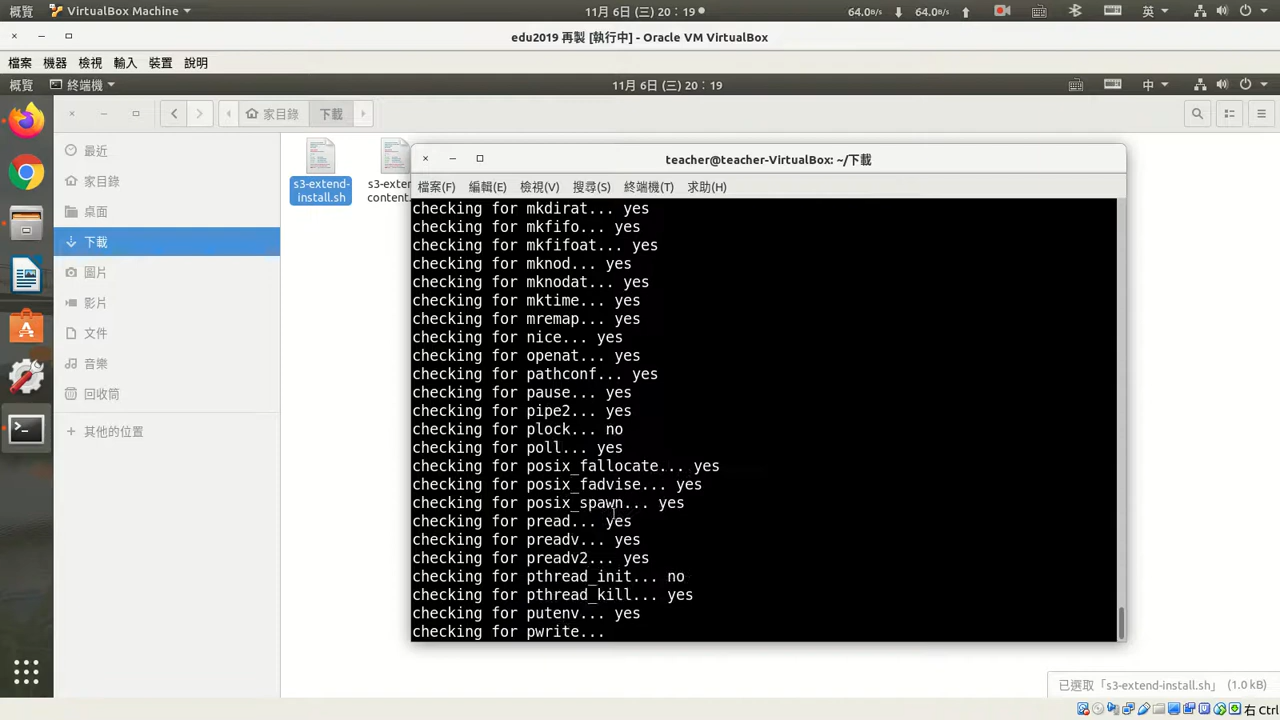 概覽 VirtualBox Machine 11月 6日 (三) 20：19 64.0B/s 64.0B/s 英
edu2019 再製 [執行中] - Oracle VM VirtualBox
檔案 機器 檢視 輸入 裝置 說明
概覽 終端機 11月 6日 (三) 20：19 中
家目錄 下載
最近
家目錄
桌面
下載
圖片
影片
文件
音樂
回收筒
+ 其他的位置
s3-extend-
install.sh
s3-exten
content.
teacher@teacher-VirtualBox: ~/下載
檔案(F) 編輯(E) 檢視(V) 搜尋(S) 終端機(T) 求助(H)
checking for mkdirat... yes
checking for mkfifo... yes
checking for mkfifoat... yes
checking for mknod... yes
checking for mknodat... yes
checking for mktime... yes
checking for mremap... yes
checking for nice... yes
checking for openat... yes
checking for pathconf... yes
checking for pause... yes
checking for pipe2... yes
checking for plock... no
checking for poll... yes
checking for posix_fallocate... yes
checking for posix_fadvise... yes
checking for posix_spawn... yes
checking for pread... yes
checking for preadv... yes
checking for preadv2... yes
checking for pthread_init... no
checking for pthread_kill... yes
checking for putenv... yes
checking for pwrite...
已選取「s3-extend-install.sh」 (1.0 kB)
右 Ctrl